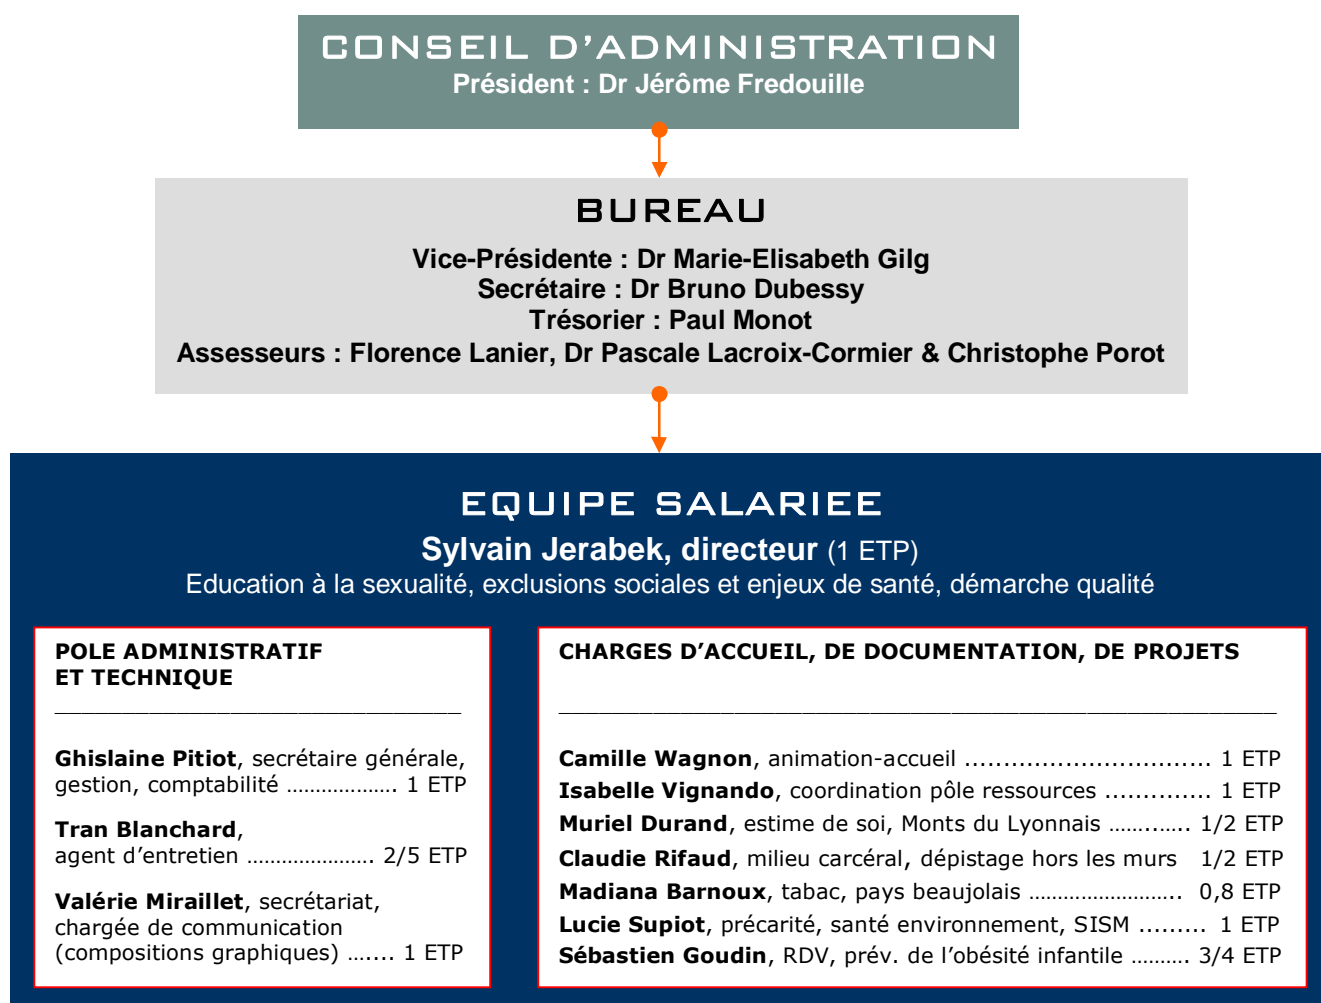 CONSEIL D'ADMINISTRATION
Président : Dr Jérôme Fredouille
BUREAU
Vice-Présidente : Dr Marie-Elisabeth Gilg
Secrétaire : Dr Bruno Dubessy
Trésorier : Paul Monot
Assesseurs : Florence Lanier, Dr Pascale Lacroix-Cormier & Christophe Porot
EQUIPE SALARIEE
Sylvain Jerabek, directeur (1 ETP)
Education à la sexualité, exclusions sociales et enjeux de santé, démarche qualité
POLE ADMINISTRATIF
ET TECHNIQUE
Ghislaine Pitiot, secrétaire générale,
gestion, comptabilité ………………. 1 ETP
Tran Blanchard,
agent d'entretien …………………. 2/5 ETP
Valérie Miraillet, secrétariat,
chargée de communication
(compositions graphiques) ……. 1 ETP
CHARGES D'ACCUEIL, DE DOCUMENTATION, DE PROJETS
Camille Wagnon, animation-accueil ............................... 1 ETP
Isabelle Vignando, coordination pôle ressources .............. 1 ETP
Muriel Durand, estime de soi, Monts du Lyonnais ……..….. 1/2 ETP
Claudie Rifaud, milieu carcéral, dépistage hors les murs 1/2 ETP
Madiana Barnoux, tabac, pays beaujolais …………………….. 0,8 ETP
Lucie Supiot, précarité, santé environnement, SISM ......... 1 ETP
Sébastien Goudin, RDV, prév. de l'obésité infantile ………. 3/4 ETP